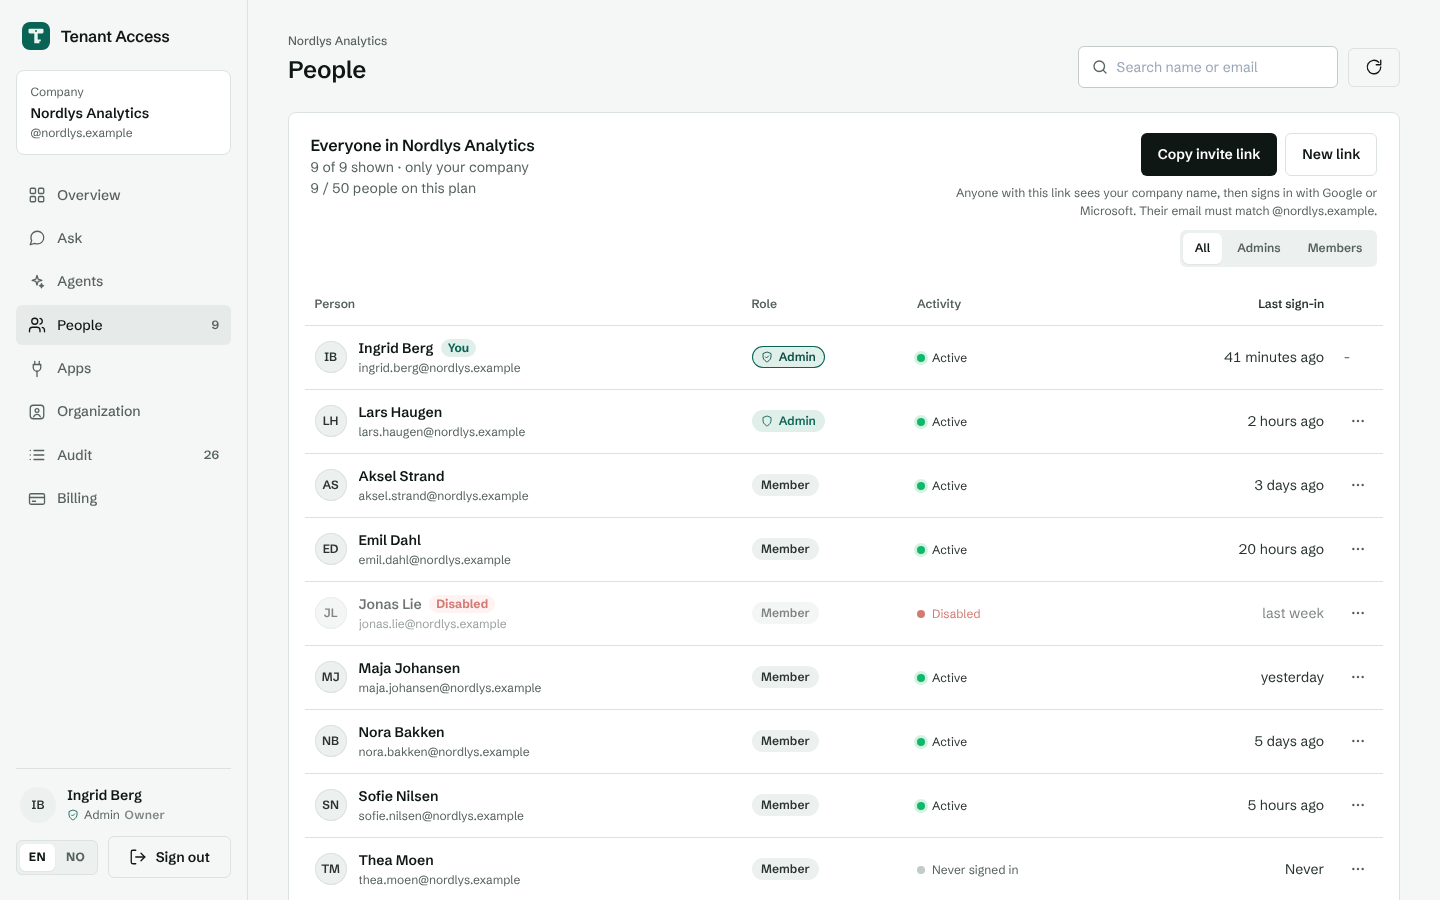 Tenant Access
Company
Nordlys Analytics
@nordlys.example
Overview
Ask
Agents
People 9
Apps
Organization
Audit 26
Billing
IB
Ingrid Berg
Admin Owner
EN NO
Sign out
Nordlys Analytics
People
Search name or email
Everyone in Nordlys Analytics
9 of 9 shown · only your company
9 / 50 people on this plan
Copy invite link
New link
Anyone with this link sees your company name, then signs in with Google or
Microsoft. Their email must match @nordlys.example.
All Admins Members
Person Role Activity Last sign-in
IB Ingrid Berg You Admin Active 41 minutes ago -
ingrid.berg@nordlys.example
LH Lars Haugen Admin Active 2 hours ago ...
lars.haugen@nordlys.example
AS Aksel Strand Member Active 3 days ago ...
aksel.strand@nordlys.example
ED Emil Dahl Member Active 20 hours ago ...
emil.dahl@nordlys.example
JL Jonas Lie Disabled Member Disabled last week ...
jonas.lie@nordlys.example
MJ Maja Johansen Member Active yesterday ...
maja.johansen@nordlys.example
NB Nora Bakken Member Active 5 days ago ...
nora.bakken@nordlys.example
SN Sofie Nilsen Member Active 5 hours ago ...
sofie.nilsen@nordlys.example
TM Thea Moen Member Never signed in Never ...
thea.moen@nordlys.example